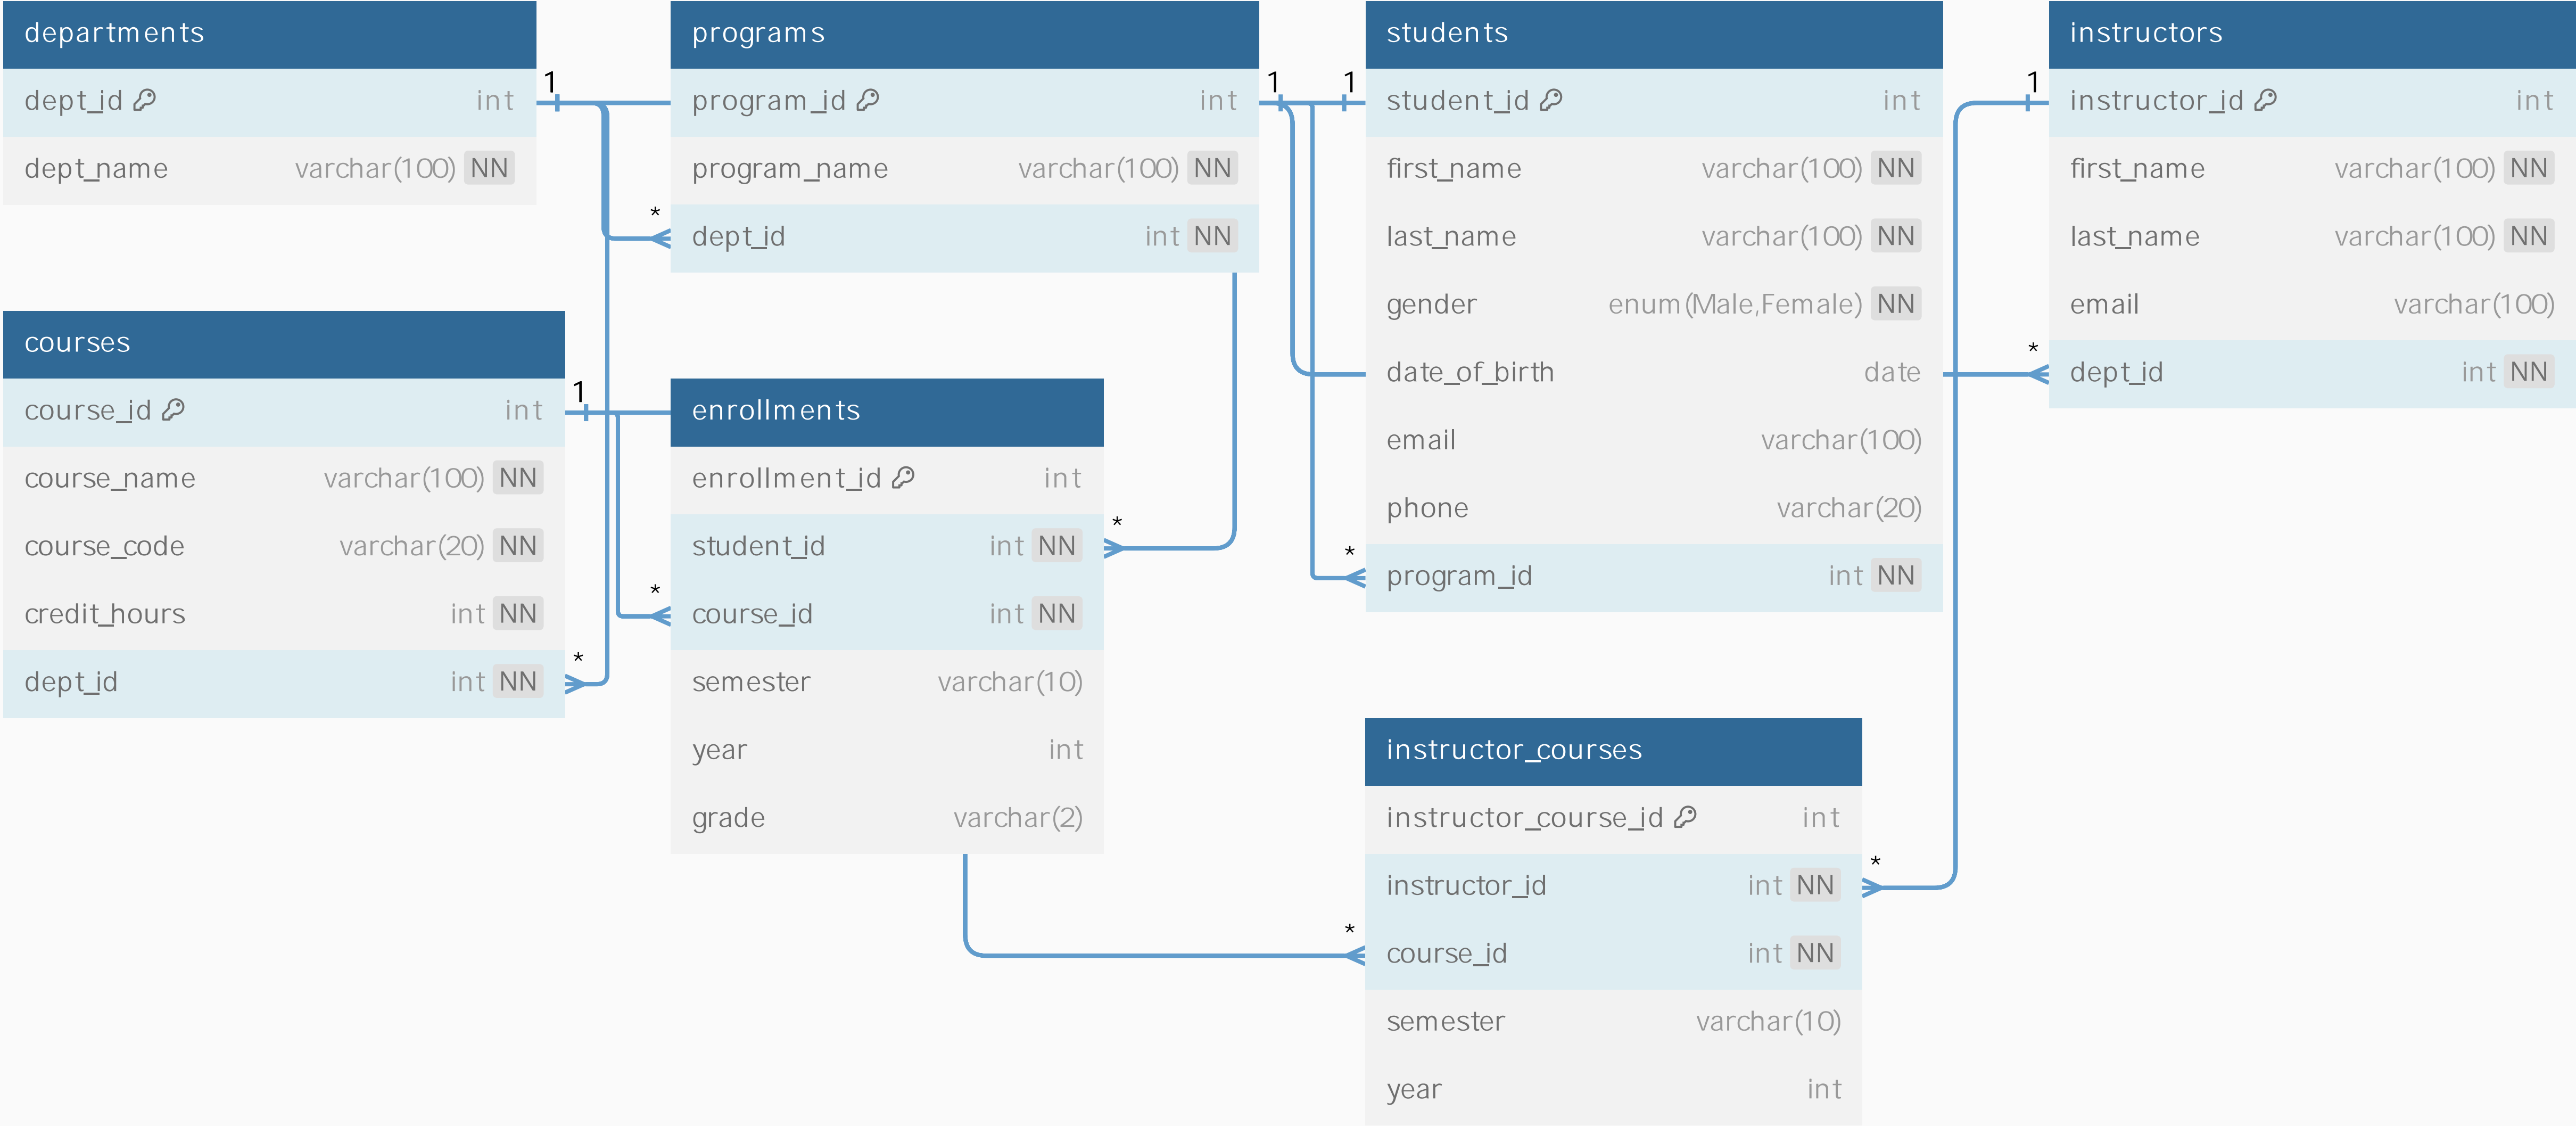 departments
dept_id int
dept_name varchar(100) NN
programs
program_id int
program_name varchar(100) NN
dept_id int NN
students
student_id int
first_name varchar(100) NN
last_name varchar(100) NN
gender enum(Male,Female) NN
date_of_birth date
email varchar(100)
phone varchar(20)
program_id int NN
instructors
instructor_id int
first_name varchar(100) NN
last_name varchar(100) NN
email varchar(100)
dept_id int NN
courses
course_id int
course_name varchar(100) NN
course_code varchar(20) NN
credit_hours int NN
dept_id int NN
enrollments
enrollment_id int
student_id int NN
course_id int NN
semester varchar(10)
year int
grade varchar(2)
instructor_courses
instructor_course_id int
instructor_id int NN
course_id int NN
semester varchar(10)
year int
1
*
1
1
1
*
1
*
*
*
*
*
*